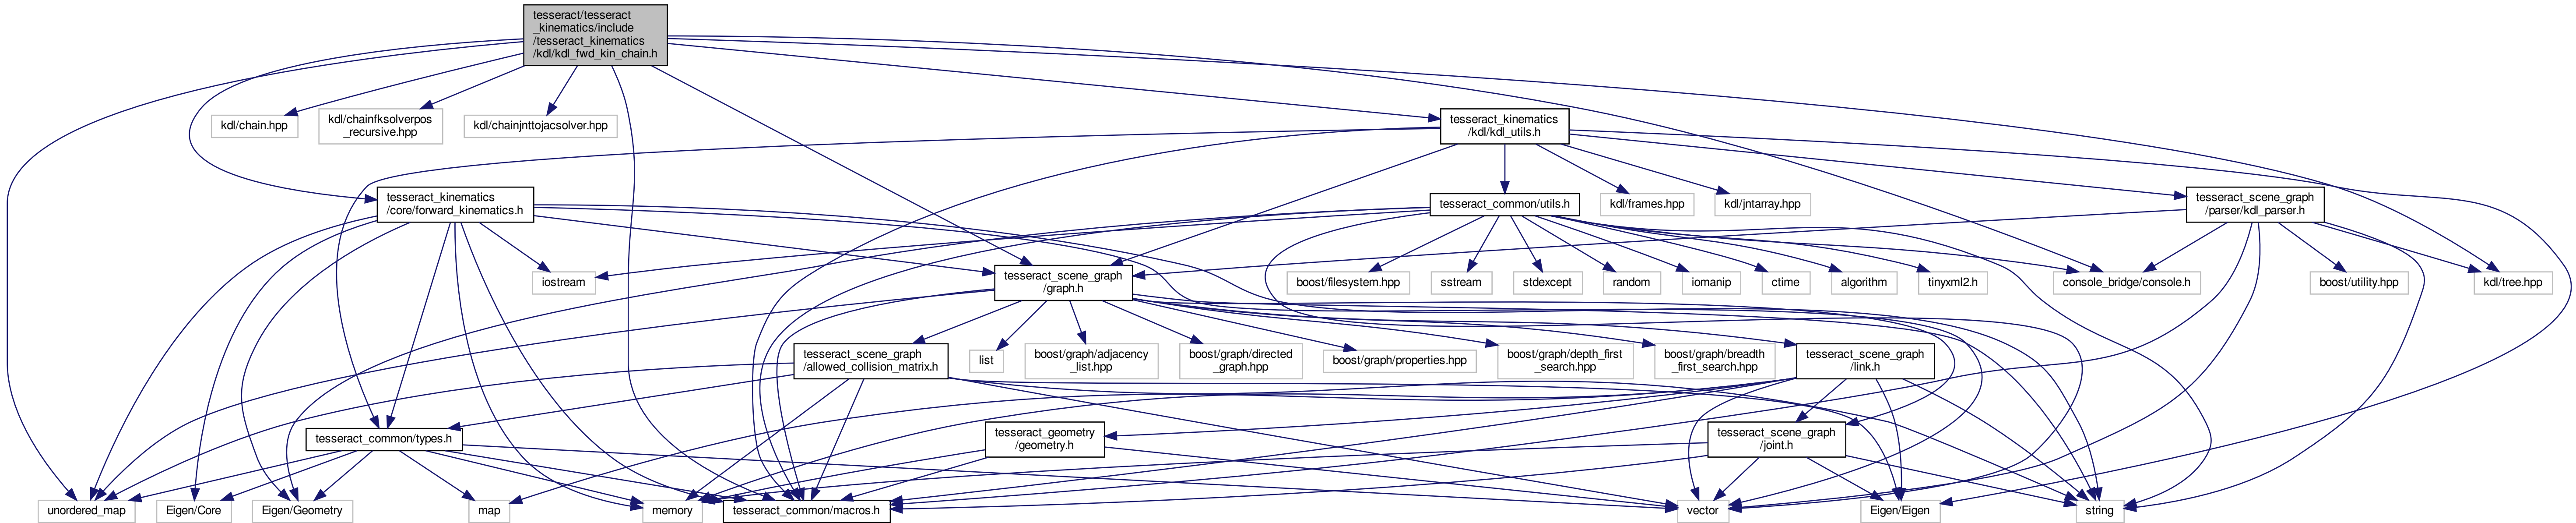 tesseract/tesseract
_kinematics/include
/tesseract_kinematics
/kdl/kdl_fwd_kin_chain.h
kdl/chain.hpp
kdl/chainfksolverpos
_recursive.hpp
kdl/chainjnttojacsolver.hpp
tesseract_kinematics
/kdl/kdl_utils.h
tesseract_kinematics
/core/forward_kinematics.h
tesseract_common/utils.h
kdl/frames.hpp
kdl/jntarray.hpp
tesseract_scene_graph
/parser/kdl_parser.h
iostream
tesseract_scene_graph
/graph.h
boost/filesystem.hpp
sstream
stdexcept
random
iomanip
ctime
algorithm
tinyxml2.h
console_bridge/console.h
boost/utility.hpp
kdl/tree.hpp
tesseract_scene_graph
/allowed_collision_matrix.h
list
boost/graph/adjacency
_list.hpp
boost/graph/directed
_graph.hpp
boost/graph/properties.hpp
boost/graph/depth_first
_search.hpp
boost/graph/breadth
_first_search.hpp
tesseract_scene_graph
/link.h
tesseract_common/types.h
tesseract_geometry
/geometry.h
tesseract_scene_graph
/joint.h
unordered_map
Eigen/Core
Eigen/Geometry
map
memory
tesseract_common/macros.h
vector
Eigen/Eigen
string